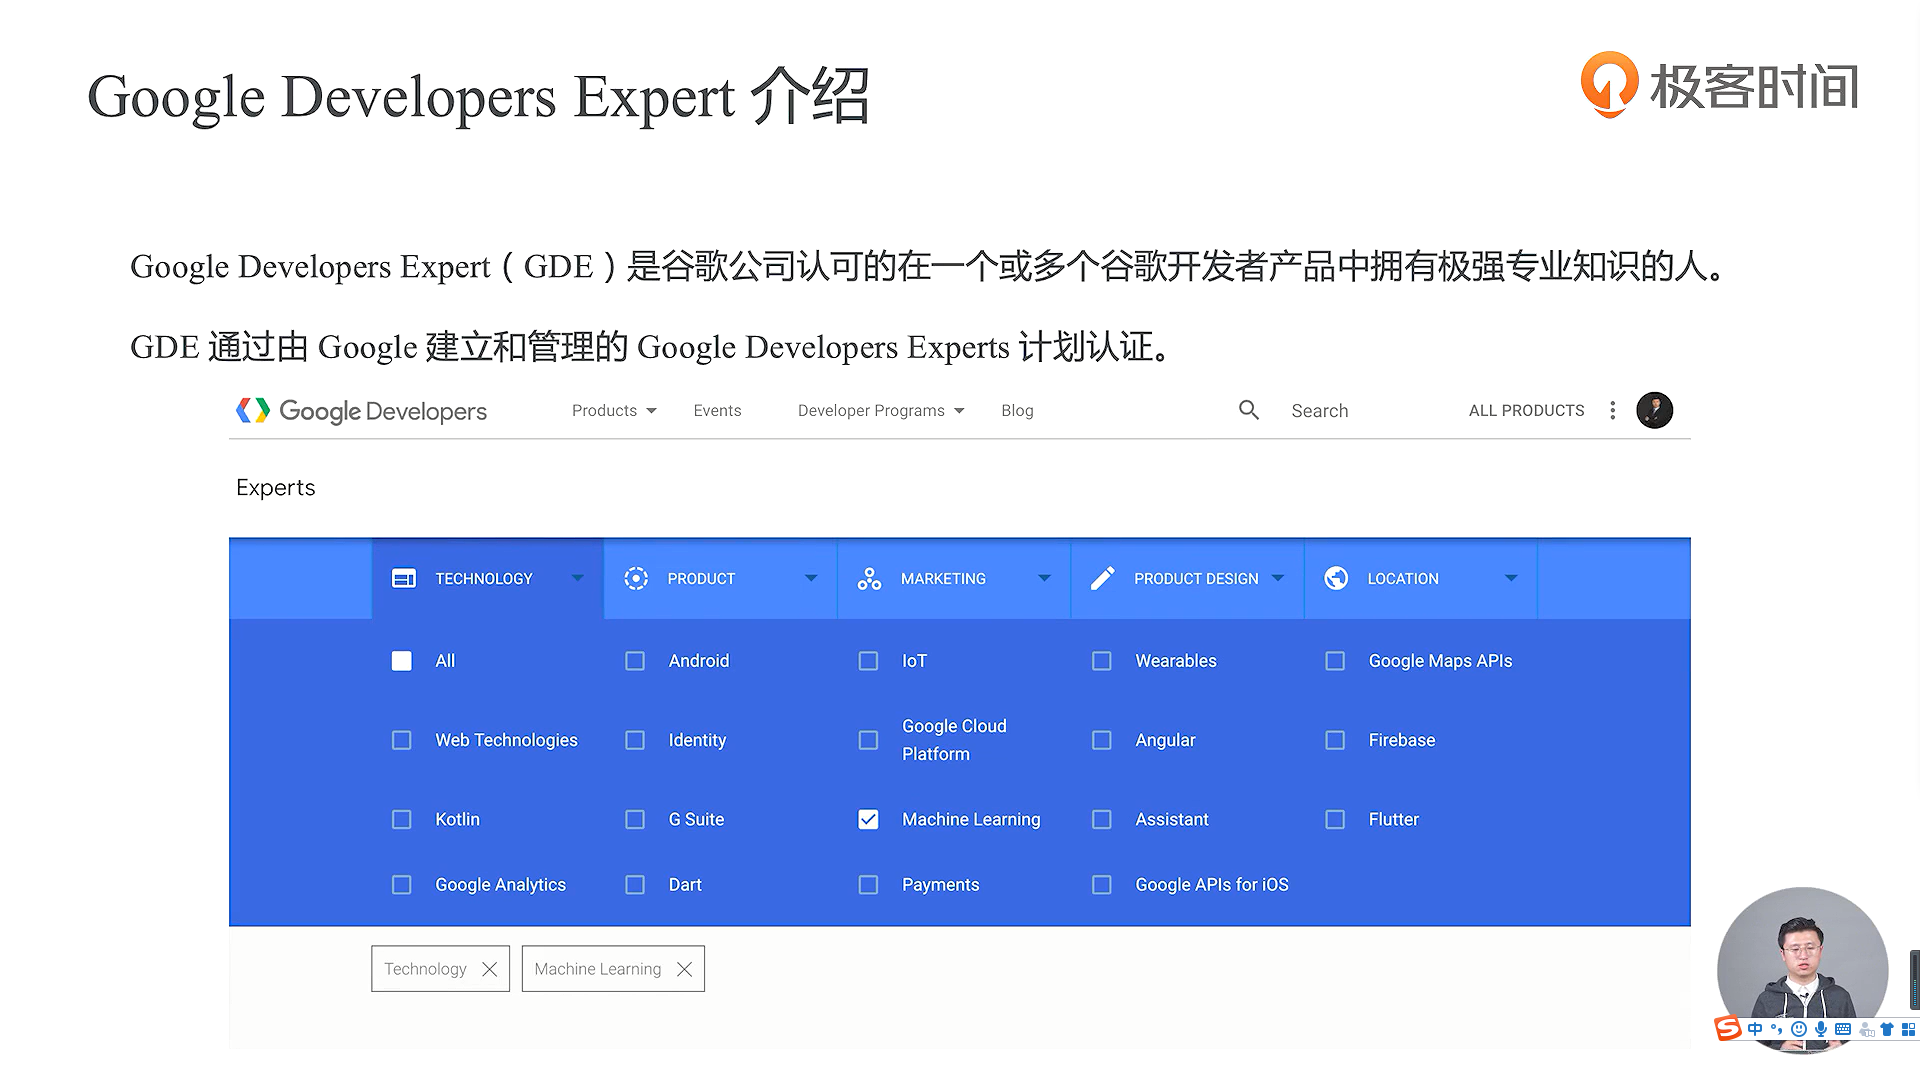 Google Developers Expert 介绍
极客时间
Google Developers Expert（GDE）是谷歌公司认可的在一个或多个谷歌开发者产品中拥有极强专业知识的人。
GDE 通过由 Google 建立和管理的 Google Developers Experts 计划认证。
Google Developers Products Events Developer Programs Blog Search ALL PRODUCTS
Experts
TECHNOLOGY PRODUCT MARKETING PRODUCT DESIGN LOCATION
All Android IoT Wearables Google Maps APIs
Web Technologies Identity Google Cloud Platform Angular Firebase
Kotlin G Suite Machine Learning Assistant Flutter
Google Analytics Dart Payments Google APIs for iOS
Technology Machine Learning
中